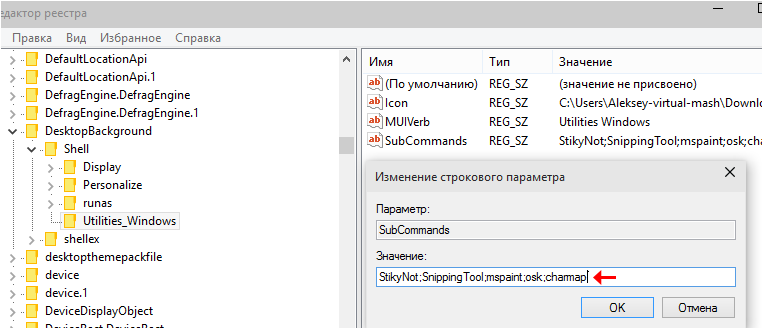 едактор реестра
Правка Вид Избранное Справка
DefaultLocationApi
DefaultLocationApi.1
DefragEngine.DefragEngine
DefragEngine.DefragEngine.1
DesktopBackground
Shell
Display
Personalize
runas
Utilities_Windows
shellex
desktopthemepackfile
device
device.1
DeviceDisplayObject
Имя Тип Значение
(По умолчанию) REG_SZ (значение не присвоено)
Icon REG_SZ C:\Users\Aleksey-virtual-mash\Downlo
MUIVerb REG_SZ Utilities Windows
SubCommands REG_SZ StikyNot;SnippingTool;mspaint;osk;cha
Изменение строкового параметра
Параметр:
SubCommands
Значение:
StikyNot;SnippingTool;mspaint;osk;charmap
OK Отмена